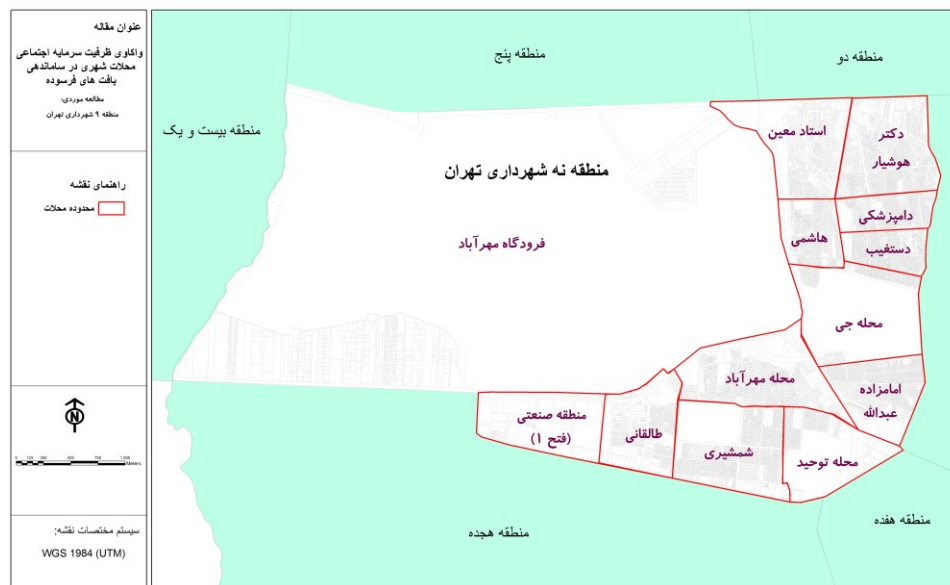 عنوان مقاله
واکاوی ظرفیت سرمایه اجتماعی
محلات شهری در ساماندهی
بافت های فرسوده
مطالعه موردی:
منطقه ۹ شهرداری تهران
راهنمای نقشه
محدوده محلات
N
Meters
سیستم مختصات نقشه:
WGS 1984 (UTM)
منطقه پنج
منطقه دو
منطقه بیست و یک
استاد معین
دکتر
هوشیار
منطقه نه شهرداری تهران
فرودگاه مهرآباد
دامپزشکی
هاشمی
دستغیب
محله جی
محله مهرآباد
امامزاده
عبدالله
منطقه صنعتی
(فتح ۱)
طالقانی
شمشیری
محله توحید
منطقه هجده
منطقه هفده